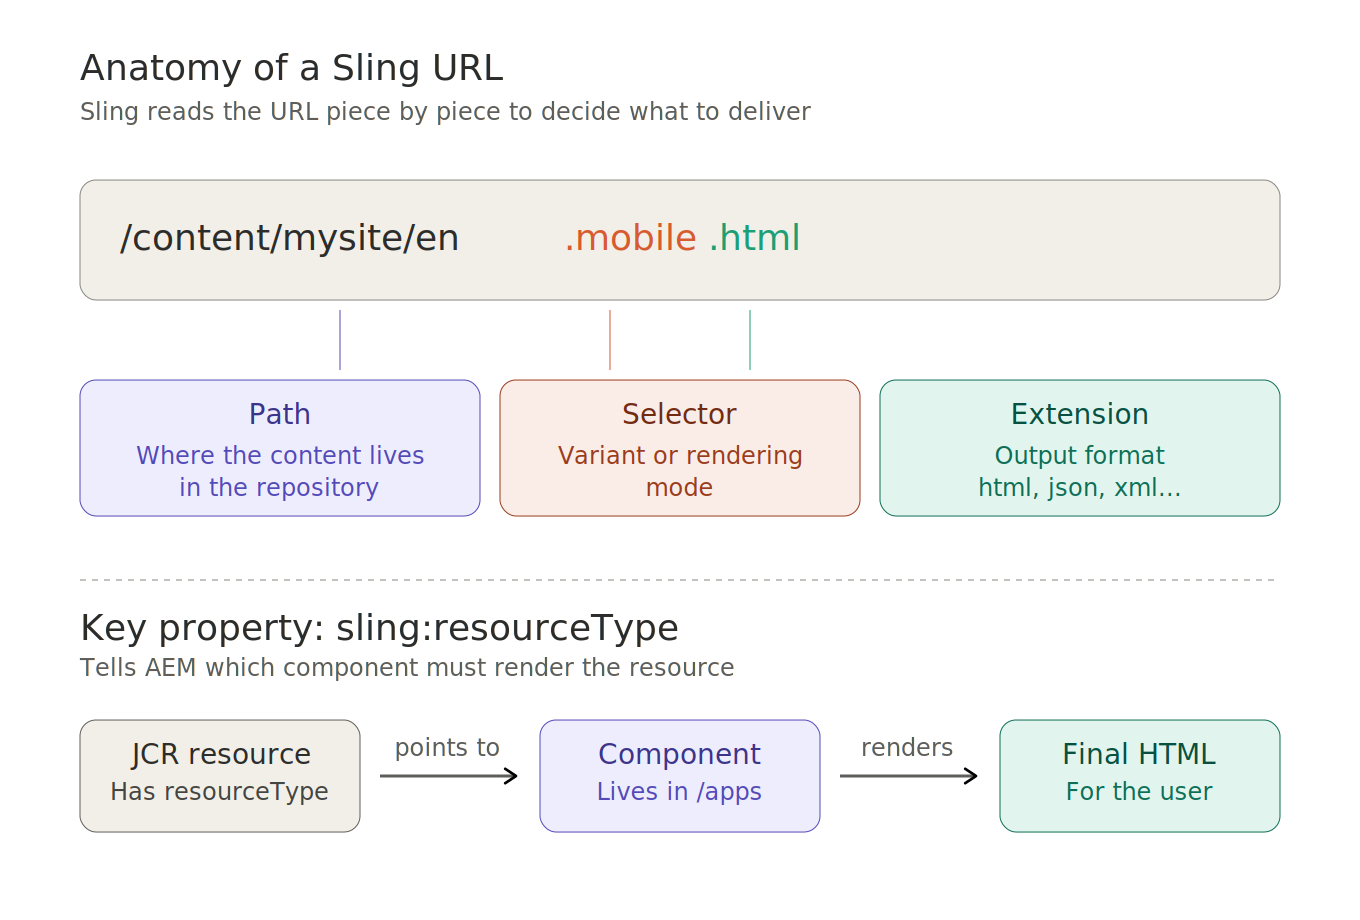 Anatomy of a Sling URL
Sling reads the URL piece by piece to decide what to deliver
/content/mysite/en .mobile .html
Path
Where the content lives
in the repository
Selector
Variant or rendering
mode
Extension
Output format
html, json, xml...
Key property: sling:resourceType
Tells AEM which component must render the resource
JCR resource
Has resourceType
points to
Component
Lives in /apps
renders
Final HTML
For the user